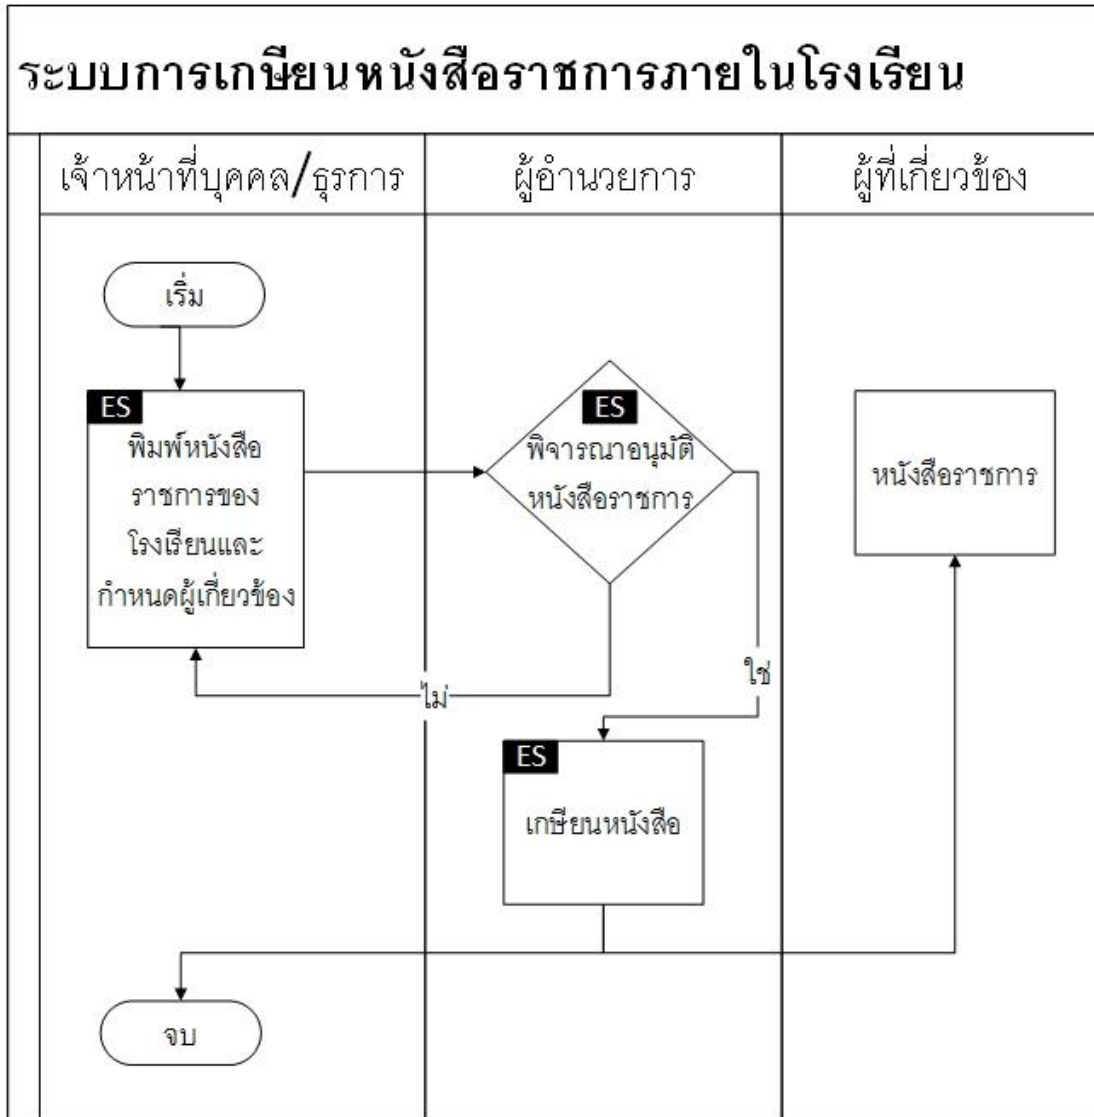 ระบบการเกษียนหนังสือราชการภายในโรงเรียน
เจ้าหน้าที่บุคคล/ธุรการ
ผู้อำนวยการ
ผู้ที่เกี่ยวข้อง
เริ่ม
ES
พิมพ์หนังสือ
ราชการของ
โรงเรียนและ
กำหนดผู้เกี่ยวข้อง
ES
พิจารณาอนุมัติ
หนังสือราชการ
หนังสือราชการ
ไม่
ใช่
ES
เกษียนหนังสือ
จบ